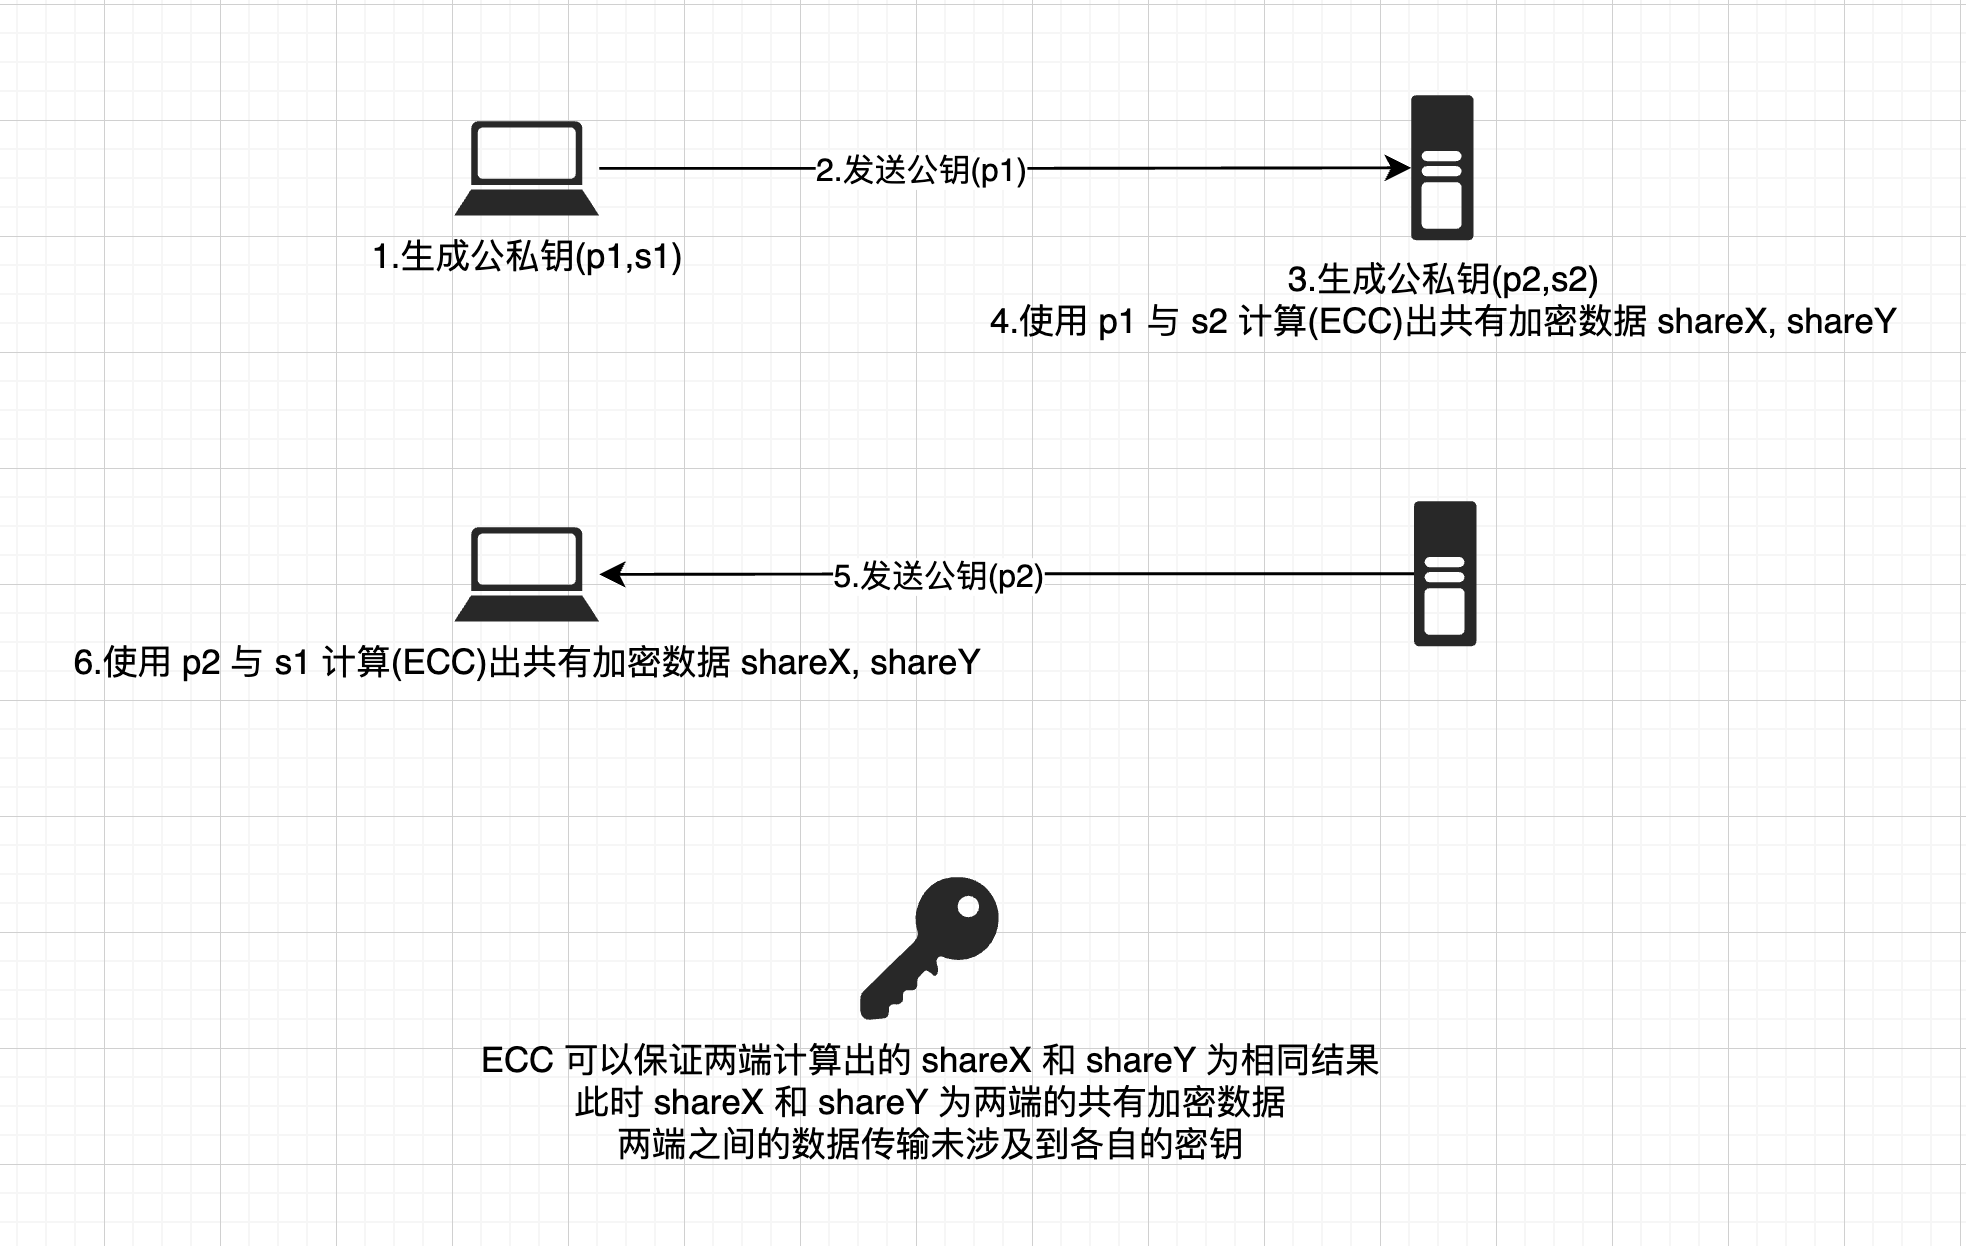 2.发送公钥(p1)
1.生成公私钥(p1,s1)
3.生成公私钥(p2,s2)
4.使用 p1 与 s2 计算(ECC)出共有加密数据 shareX, shareY
5.发送公钥(p2)
6.使用 p2 与 s1 计算(ECC)出共有加密数据 shareX, shareY
ECC 可以保证两端计算出的 shareX 和 shareY 为相同结果
此时 shareX 和 shareY 为两端的共有加密数据
两端之间的数据传输未涉及到各自的密钥